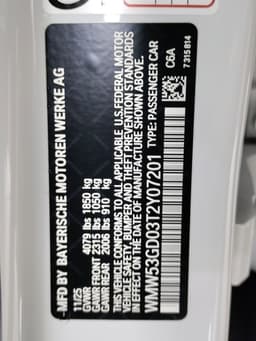 MFD BY BAYERISCHE MOTOREN WERKE AG
11/25
GVWR 4079 lbs 1850 kg
GAWR FRONT 2315 lbs 1050 kg
GAWR REAR 2006 lbs 910 kg
THIS VEHICLE CONFORMS TO ALL APPLICABLE U.S. FEDERAL MOTOR
VEHICLE SAFETY, BUMPER, AND THEFT PREVENTION STANDARDS
IN EFFECT ON THE DATE OF MANUFACTURE SHOWN ABOVE.
WMW53GD03T2Y07201 TYPE: PASSENGER CAR
C6A
7315814